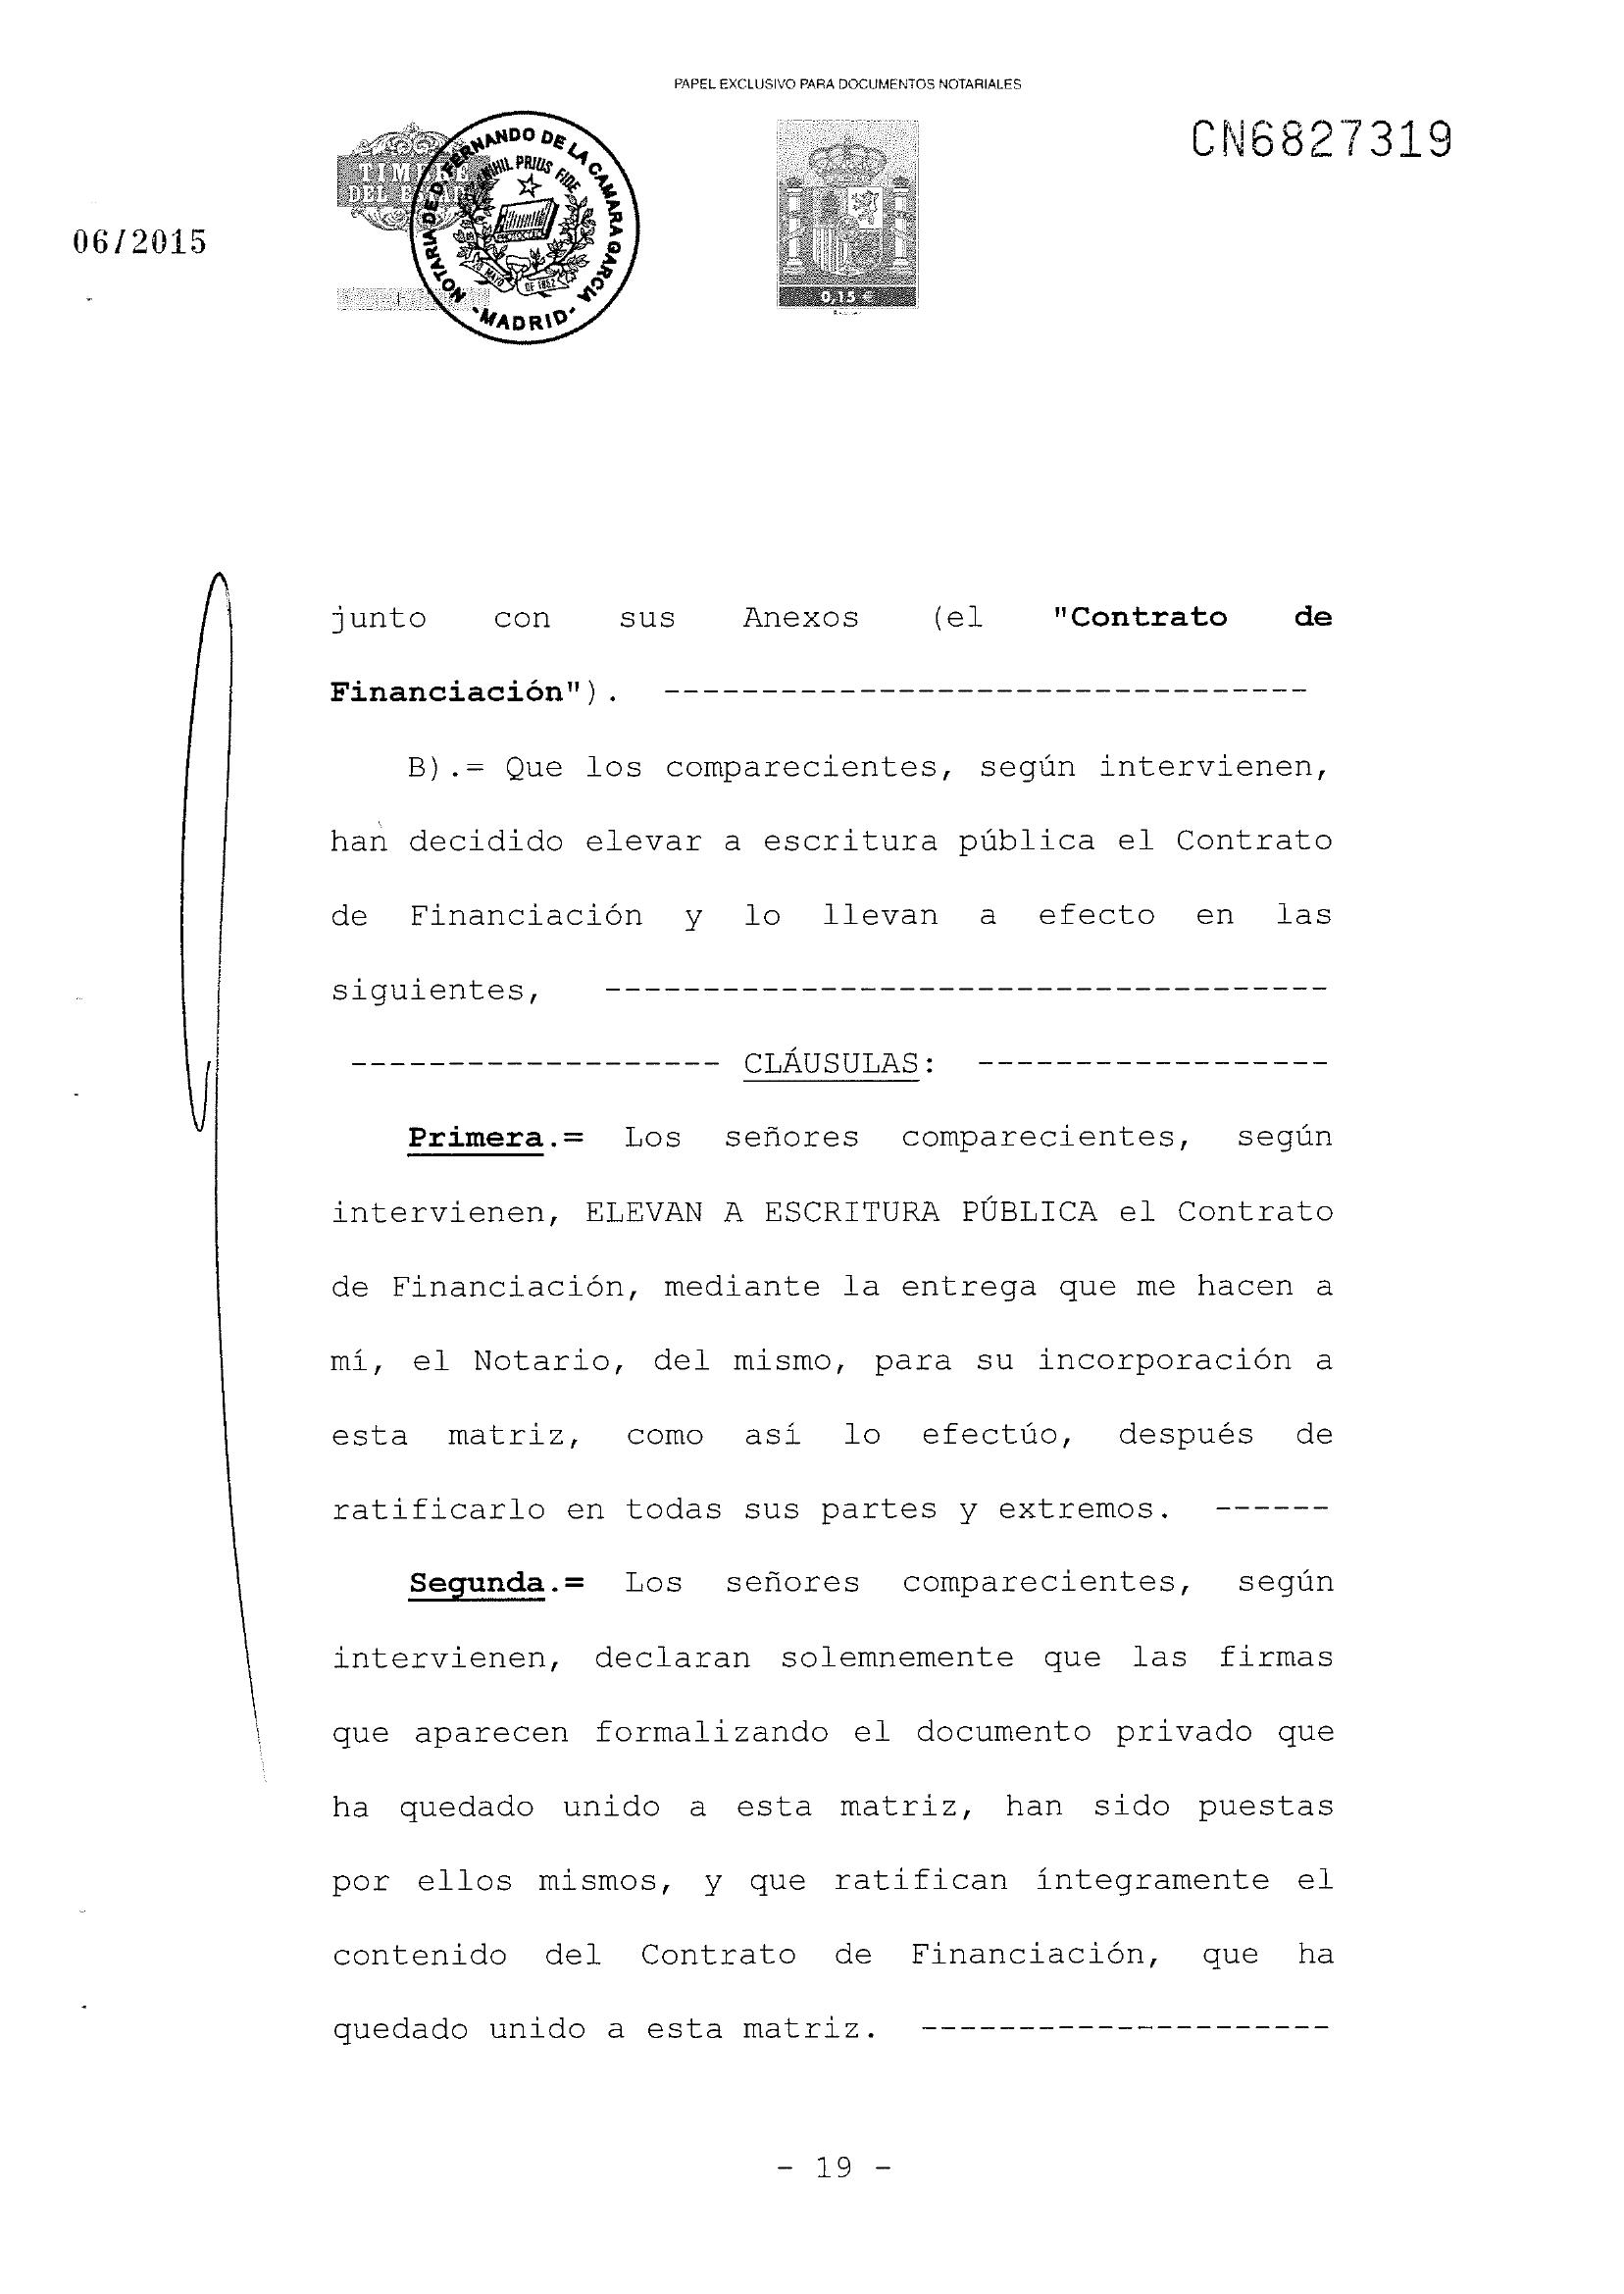 PAPEL EXCLUSIVO PARA DOCUMENTOS NOTARIALES
CN6827319
TIMBRE
DEL ESTADO
NOTARIA DE D. FERNANDO DE LA CAMARA GARCIA
NIHIL PRIUS FIDE
DE 1862
-MADRID-
0,15 €
06/2015
junto con sus Anexos (el "Contrato de
Financiación"). ---------------------------------
B).= Que los comparecientes, según intervienen,
han decidido elevar a escritura pública el Contrato
de Financiación y lo llevan a efecto en las
siguientes, -------------------------------------
------------------- CLÁUSULAS: ------------------
Primera.= Los señores comparecientes, según
intervienen, ELEVAN A ESCRITURA PÚBLICA el Contrato
de Financiación, mediante la entrega que me hacen a
mí, el Notario, del mismo, para su incorporación a
esta matriz, como así lo efectúo, después de
ratificarlo en todas sus partes y extremos. ------
Segunda.= Los señores comparecientes, según
intervienen, declaran solemnemente que las firmas
que aparecen formalizando el documento privado que
ha quedado unido a esta matriz, han sido puestas
por ellos mismos, y que ratifican íntegramente el
contenido del Contrato de Financiación, que ha
quedado unido a esta matriz. ---------------------
- 19 -